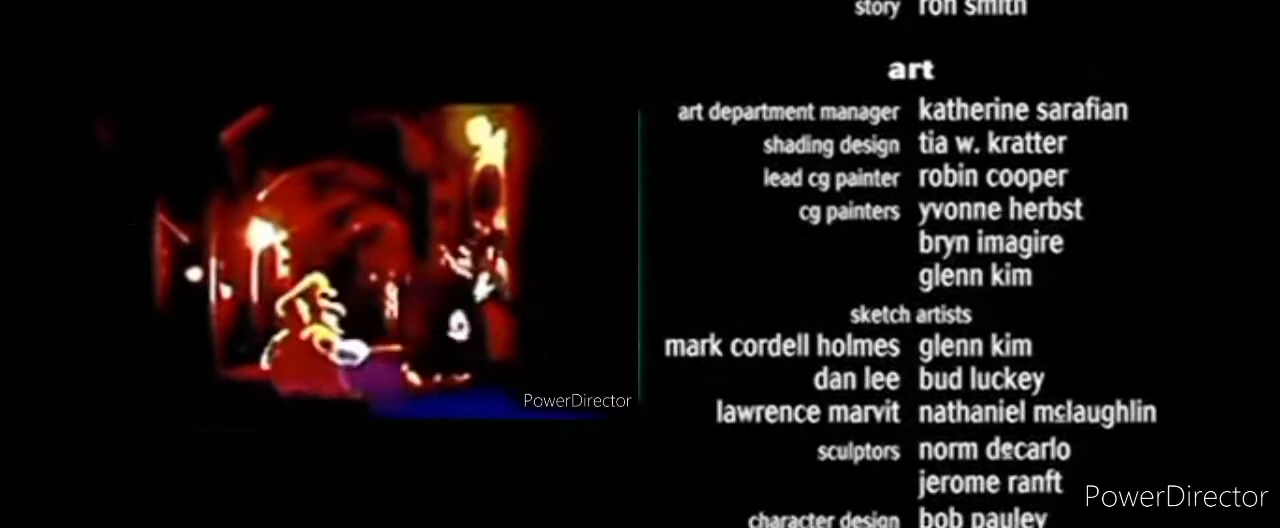 story ron smith
art
art department manager katherine sarafian
shading design tia w. kratter
lead cg painter robin cooper
cg painters yvonne herbst
bryn imagire
glenn kim
sketch artists
mark cordell holmes glenn kim
dan lee bud luckey
lawrence marvit nathaniel mclaughlin
sculptors norm decarlo
jerome ranft
character design bob pauley
PowerDirector
PowerDirector